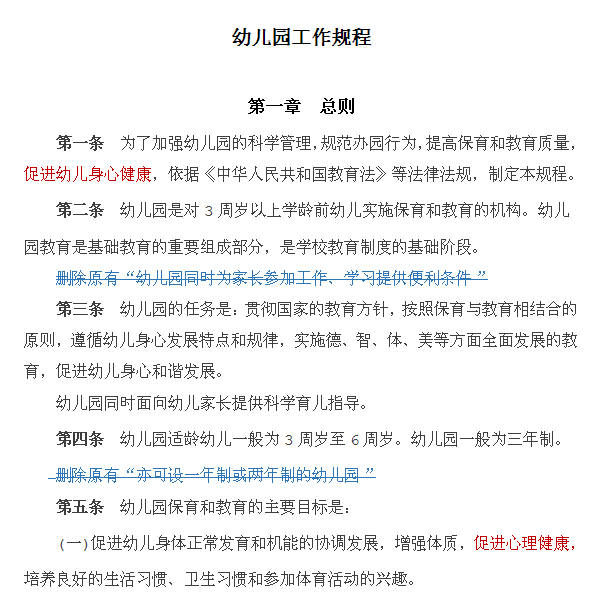 幼儿园工作规程
第一章 总则
第一条 为了加强幼儿园的科学管理，规范办园行为，提高保育和教育质量，
促进幼儿身心健康，依据《中华人民共和国教育法》等法律法规，制定本规程。
第二条 幼儿园是对 3 周岁以上学龄前幼儿实施保育和教育的机构。幼儿
园教育是基础教育的重要组成部分，是学校教育制度的基础阶段。
删除原有“幼儿园同时为家长参加工作、学习提供便利条件”
第三条 幼儿园的任务是：贯彻国家的教育方针，按照保育与教育相结合的
原则，遵循幼儿身心发展特点和规律，实施德、智、体、美等方面全面发展的教
育，促进幼儿身心和谐发展。
幼儿园同时面向幼儿家长提供科学育儿指导。
第四条 幼儿园适龄幼儿一般为 3 周岁至 6 周岁。幼儿园一般为三年制。
删除原有“亦可设一年制或两年制的幼儿园”
第五条 幼儿园保育和教育的主要目标是：
(一)促进幼儿身体正常发育和机能的协调发展，增强体质，促进心理健康，
培养良好的生活习惯、卫生习惯和参加体育活动的兴趣。